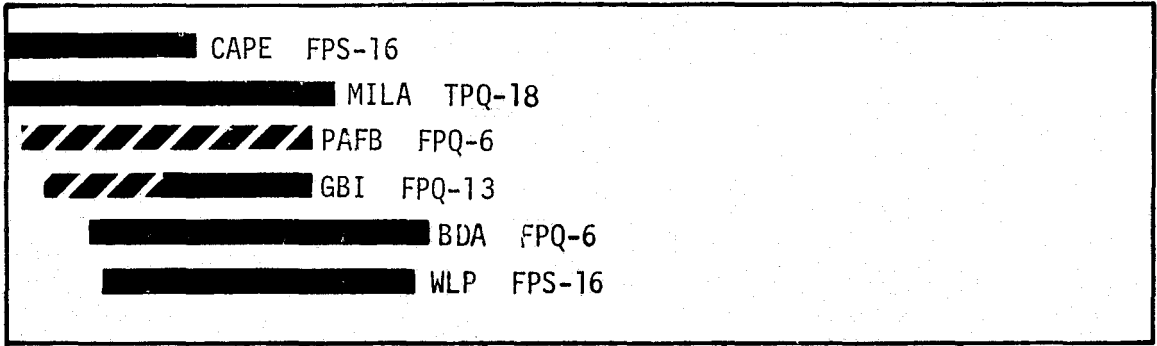 CAPE FPS-16
MILA TPQ-18
PAFB FPQ-6
GBI FPQ-13
BDA FPQ-6
WLP FPS-16